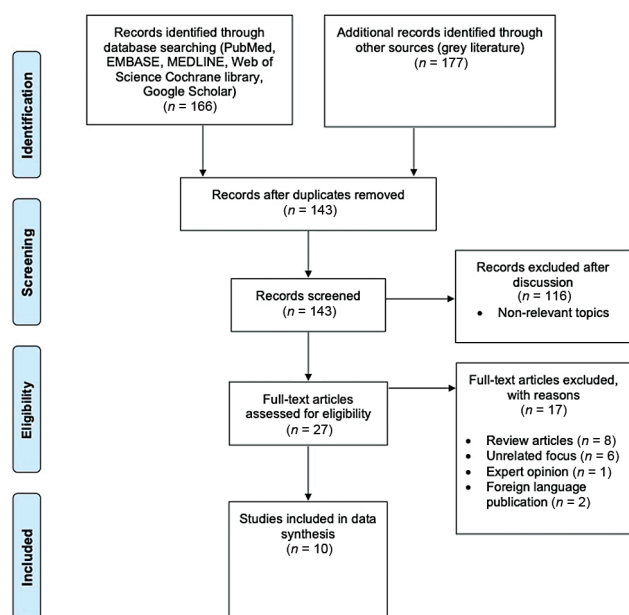 Identification
Records identified through
database searching (PubMed,
EMBASE, MEDLINE, Web of
Science Cochrane library,
Google Scholar)
(n = 166)
Additional records identified through
other sources (grey literature)
(n = 177)
Records after duplicates removed
(n = 143)
Screening
Records screened
(n = 143)
Records excluded after
discussion
(n = 116)
• Non-relevant topics
Eligibility
Full-text articles
assessed for eligibility
(n = 27)
Full-text articles excluded,
with reasons
(n = 17)
• Review articles (n = 8)
• Unrelated focus (n = 6)
• Expert opinion (n = 1)
• Foreign language
publication (n = 2)
Included
Studies included in data
synthesis
(n = 10)